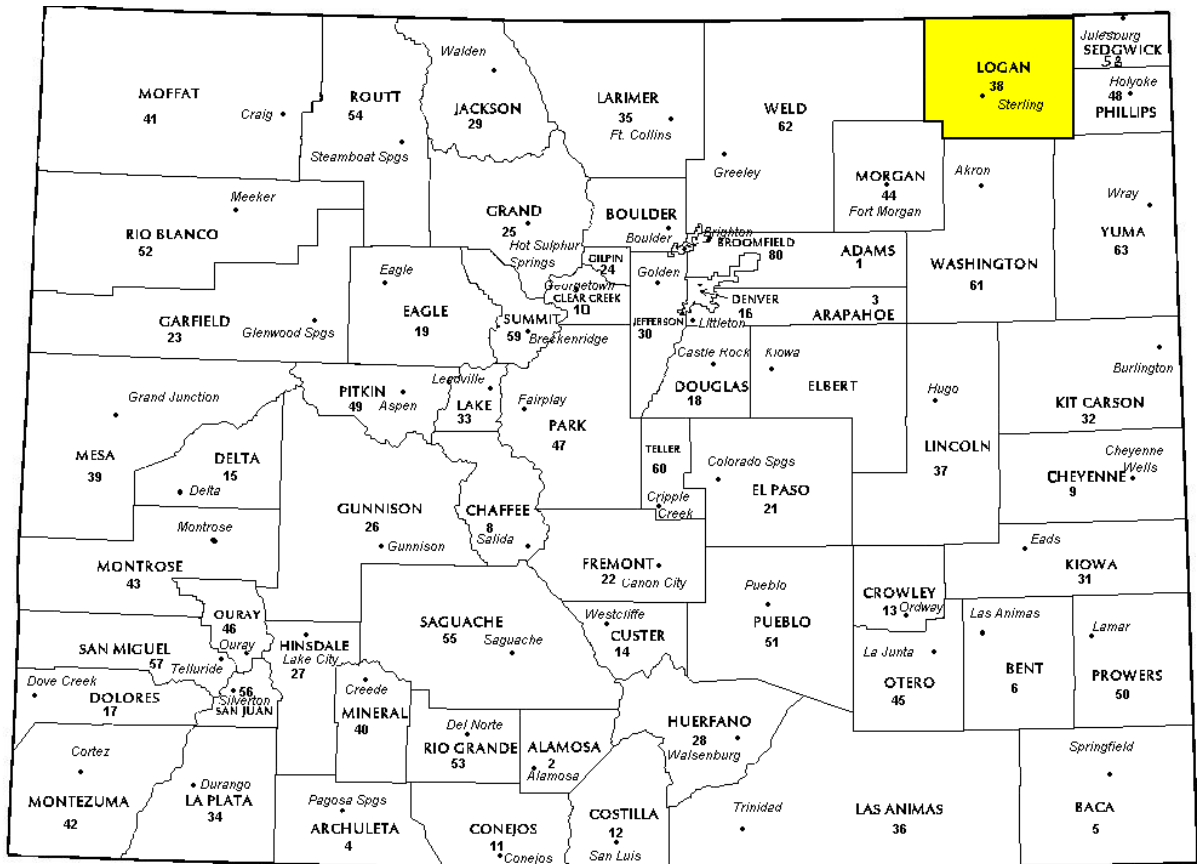 Walden
Julesburg
SEDGWICK
58
LOGAN
38
Sterling
Holyoke
48
PHILLIPS
MOFFAT
41
Craig
ROUTT
54
Steamboat Spgs
JACKSON
29
LARIMER
35
Ft. Collins
WELD
62
Greeley
MORGAN
44
Fort Morgan
Akron
WASHINGTON
61
Wray
YUMA
63
Meeker
RIO BLANCO
52
GRAND
25
Hot Sulphur
Springs
BOULDER
Boulder
Brighton
BROOMFIELD
80
ADAMS
1
GILPIN
24
Golden
Georgetown
CLEAR CREEK
10
DENVER
16
3
ARAPAHOE
Littleton
JEFFERSON
30
Eagle
EAGLE
19
SUMMIT
59
Breckenridge
GARFIELD
23
Glenwood Spgs
Castle Rock
DOUGLAS
18
Kiowa
ELBERT
Hugo
LINCOLN
37
Burlington
KIT CARSON
32
Grand Junction
MESA
39
PITKIN
49
Aspen
Leadville
LAKE
33
Fairplay
PARK
47
TELLER
60
Cripple
Creek
Colorado Spgs
EL PASO
21
Cheyenne
Wells
CHEYENNE
9
DELTA
15
Delta
GUNNISON
26
Gunnison
CHAFFEE
8
Salida
Montrose
MONTROSE
43
FREMONT
22
Canon City
Pueblo
PUEBLO
51
CROWLEY
13
Ordway
Eads
KIOWA
31
OURAY
46
Ouray
SAN MIGUEL
57
Telluride
HINSDALE
Lake City
27
SAGUACHE
55
Saguache
Westcliffe
CUSTER
14
La Junta
OTERO
45
Las Animas
BENT
6
Lamar
PROWERS
50
Dove Creek
DOLORES
17
56
Silverton
SAN JUAN
Creede
MINERAL
40
Del Norte
RIO GRANDE
53
ALAMOSA
2
Alamosa
HUERFANO
28
Walsenburg
Cortez
MONTEZUMA
42
Durango
LA PLATA
34
Pagosa Spgs
ARCHULETA
4
CONEJOS
11
Conejos
COSTILLA
12
San Luis
Trinidad
LAS ANIMAS
36
Springfield
BACA
5